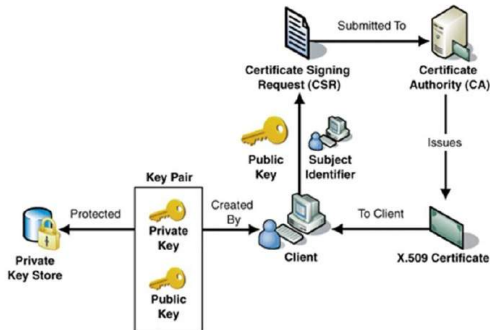 Submitted To
Certificate Signing
Request (CSR)
Certificate
Authority (CA)
Public
Key
Subject
Identifier
Issues
Key Pair
Protected
Private
Key
Created
By
To Client
Private
Key Store
Client
X.509 Certificate
Public
Key